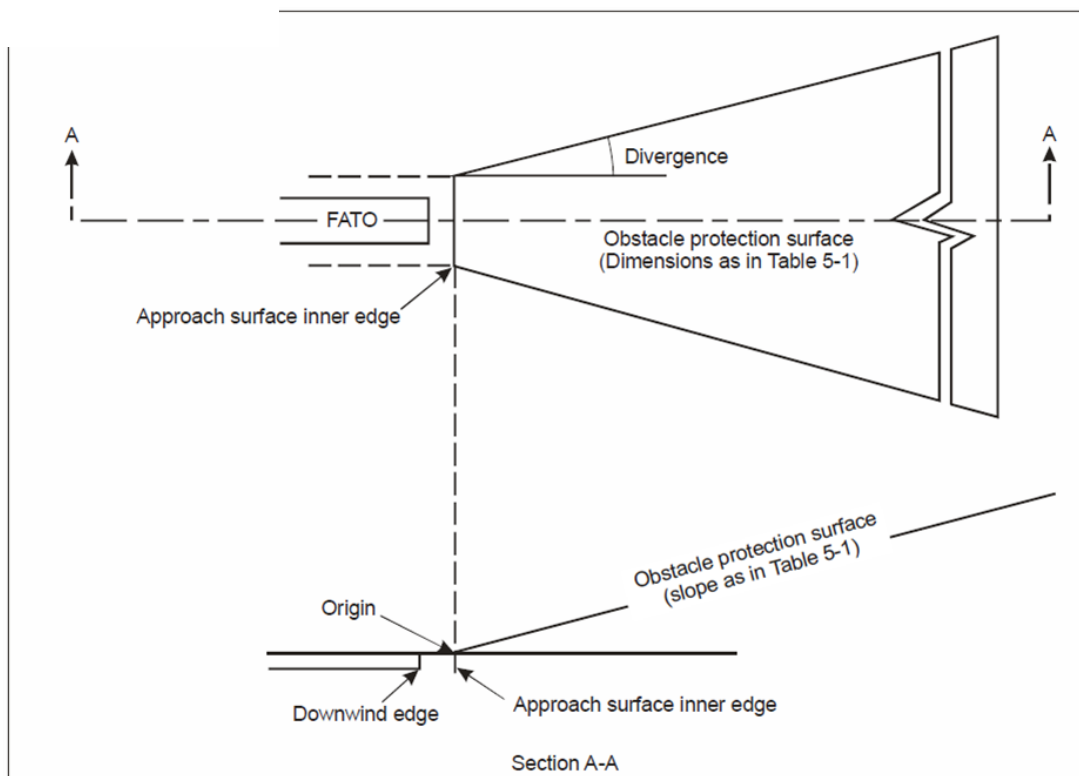 A
A
Divergence
FATO
Obstacle protection surface
(Dimensions as in Table 5-1)
Approach surface inner edge
Obstacle protection surface
(slope as in Table 5-1)
Origin
Downwind edge
Approach surface inner edge
Section A-A